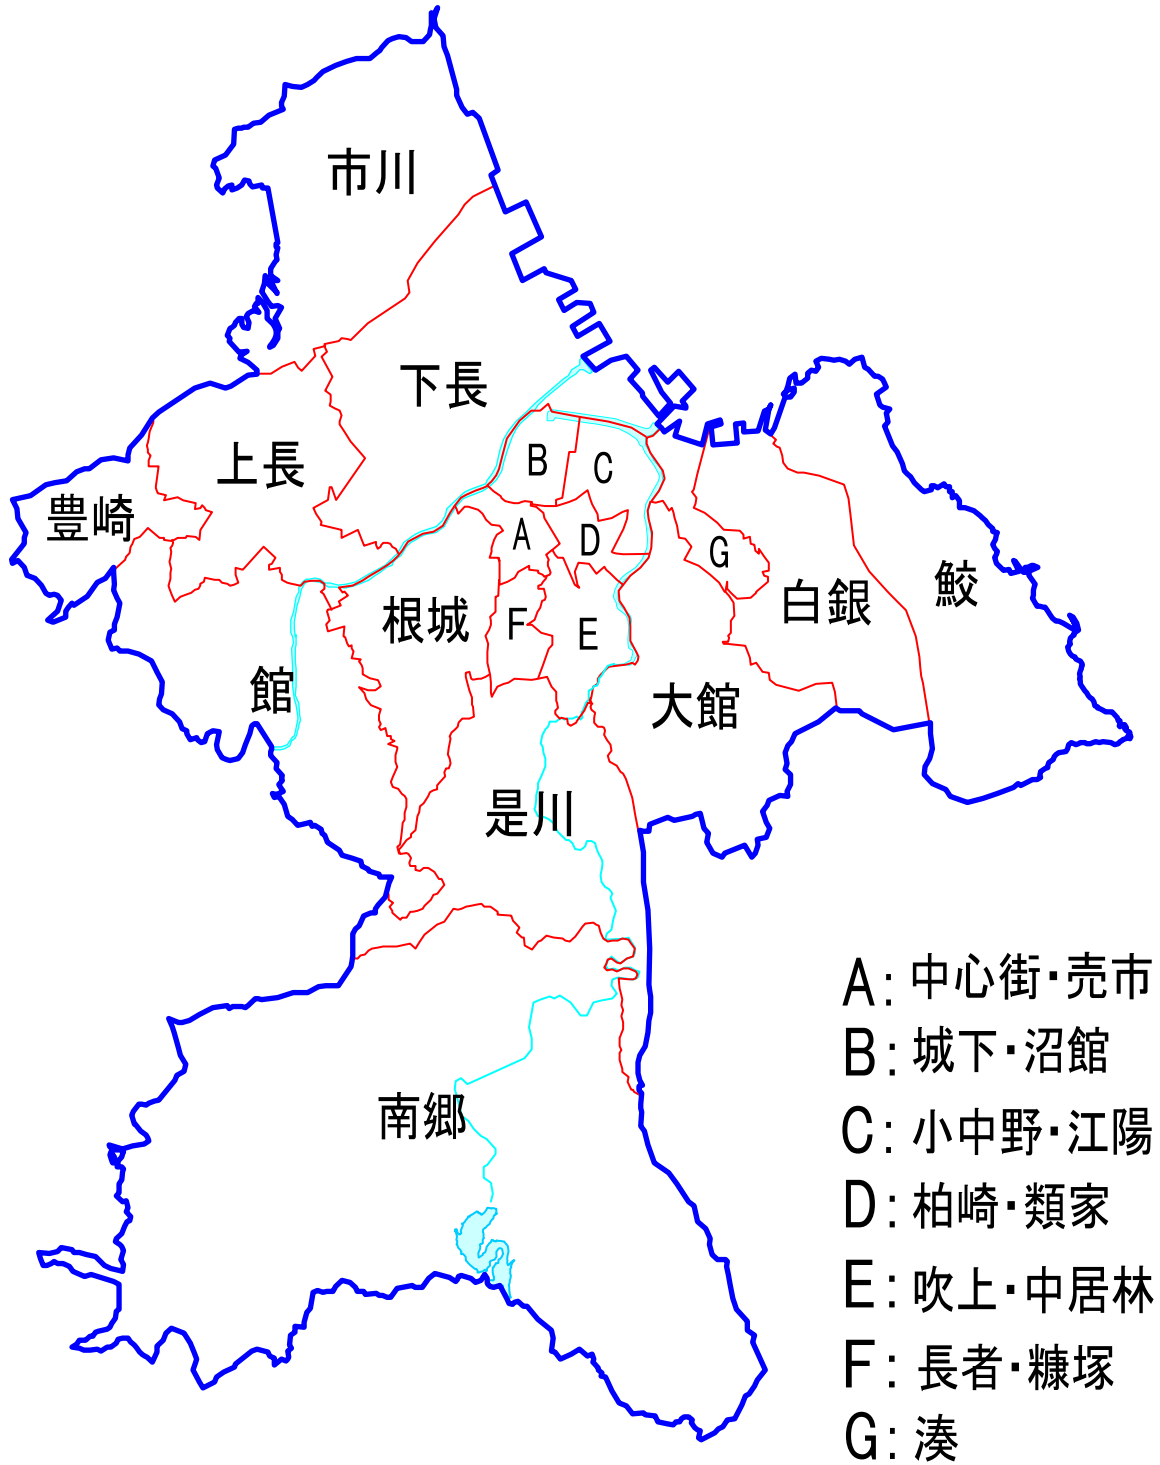 市川
下長
上長
豊崎
B
C
A
D
G
鮫
白銀
根城
F
E
館
大館
是川
南郷
A:中心街・売市
B:城下・沼館
C:小中野・江陽
D:柏崎・類家
E:吹上・中居林
F:長者・糠塚
G:湊